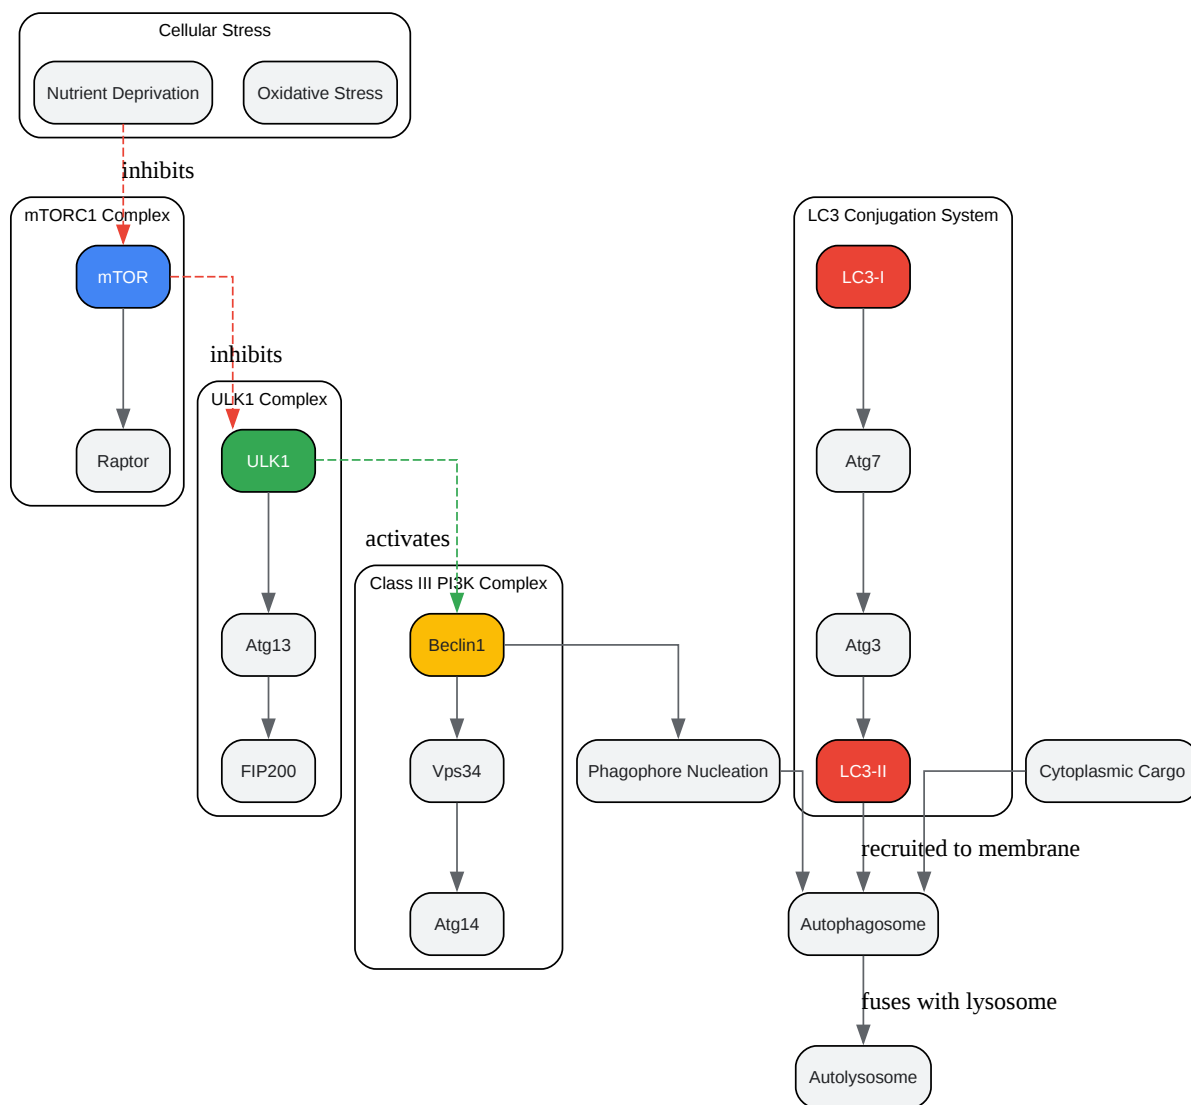 Cellular Stress
Nutrient Deprivation
Oxidative Stress
inhibits
mTORC1 Complex
LC3 Conjugation System
mTOR
LC3-I
inhibits
ULK1 Complex
Raptor
ULK1
Atg7
activates
Class III PI3K Complex
Atg13
Beclin1
Atg3
FIP200
Vps34
Phagophore Nucleation
LC3-II
Cytoplasmic Cargo
recruited to membrane
Atg14
Autophagosome
fuses with lysosome
Autolysosome